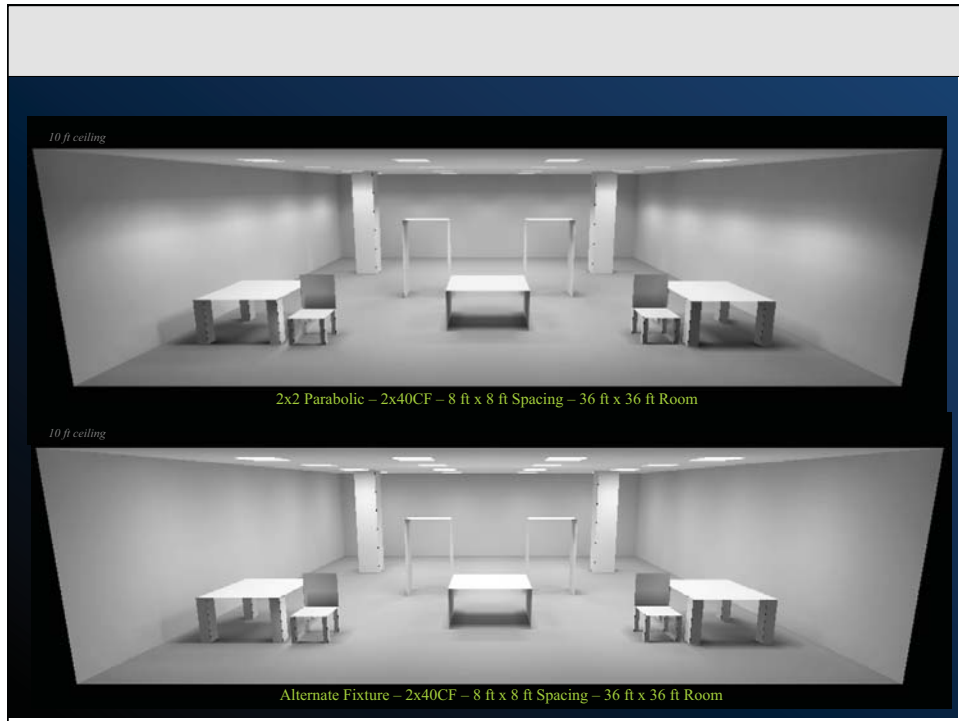 10 ft ceiling
2x2 Parabolic – 2x40CF – 8 ft x 8 ft Spacing – 36 ft x 36 ft Room
10 ft ceiling
Alternate Fixture – 2x40CF – 8 ft x 8 ft Spacing – 36 ft x 36 ft Room